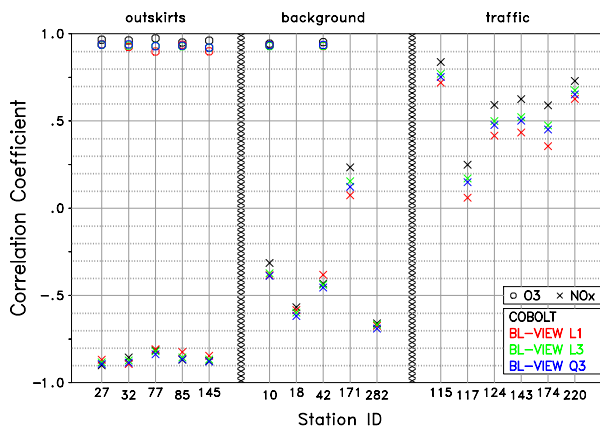 outskirts background traffic
Correlation Coefficient
1.0
.5
.0
-.5
-1.0
O3 NOx
COBOLT
BL-VIEW L1
BL-VIEW L3
BL-VIEW Q3
27 32 77 85 145 10 18 42 171 282 115 117 124 143 174 220
Station ID